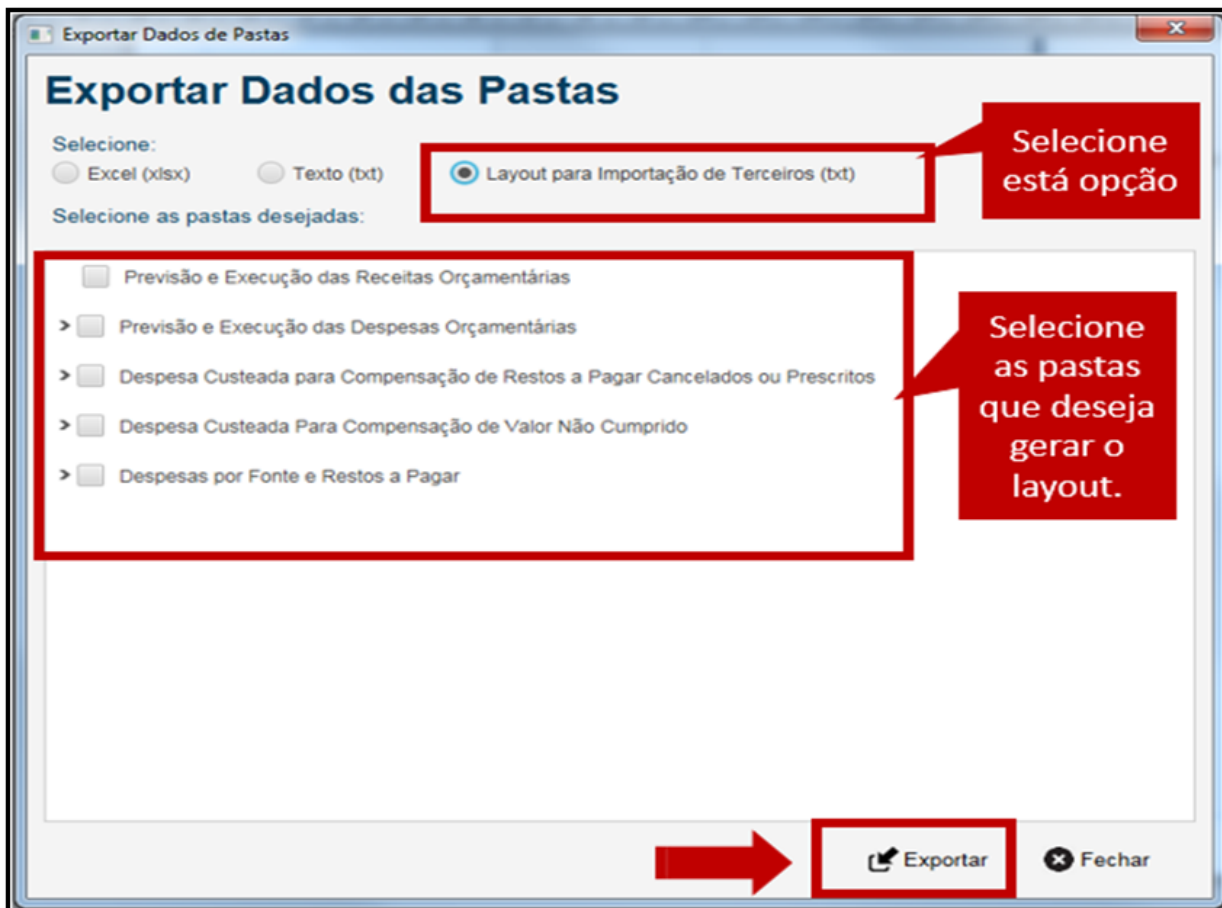 Exportar Dados de Pastas
Exportar Dados das Pastas
Selecione:
Excel (xlsx)
Texto (txt)
Layout para Importação de Terceiros (txt)
Selecione
está opção
Selecione as pastas desejadas:
Previsão e Execução das Receitas Orçamentárias
Previsão e Execução das Despesas Orçamentárias
Despesa Custeada para Compensação de Restos a Pagar Cancelados ou Prescritos
Despesa Custeada Para Compensação de Valor Não Cumprido
Despesas por Fonte e Restos a Pagar
Selecione
as pastas
que deseja
gerar o
layout.
Exportar
Fechar